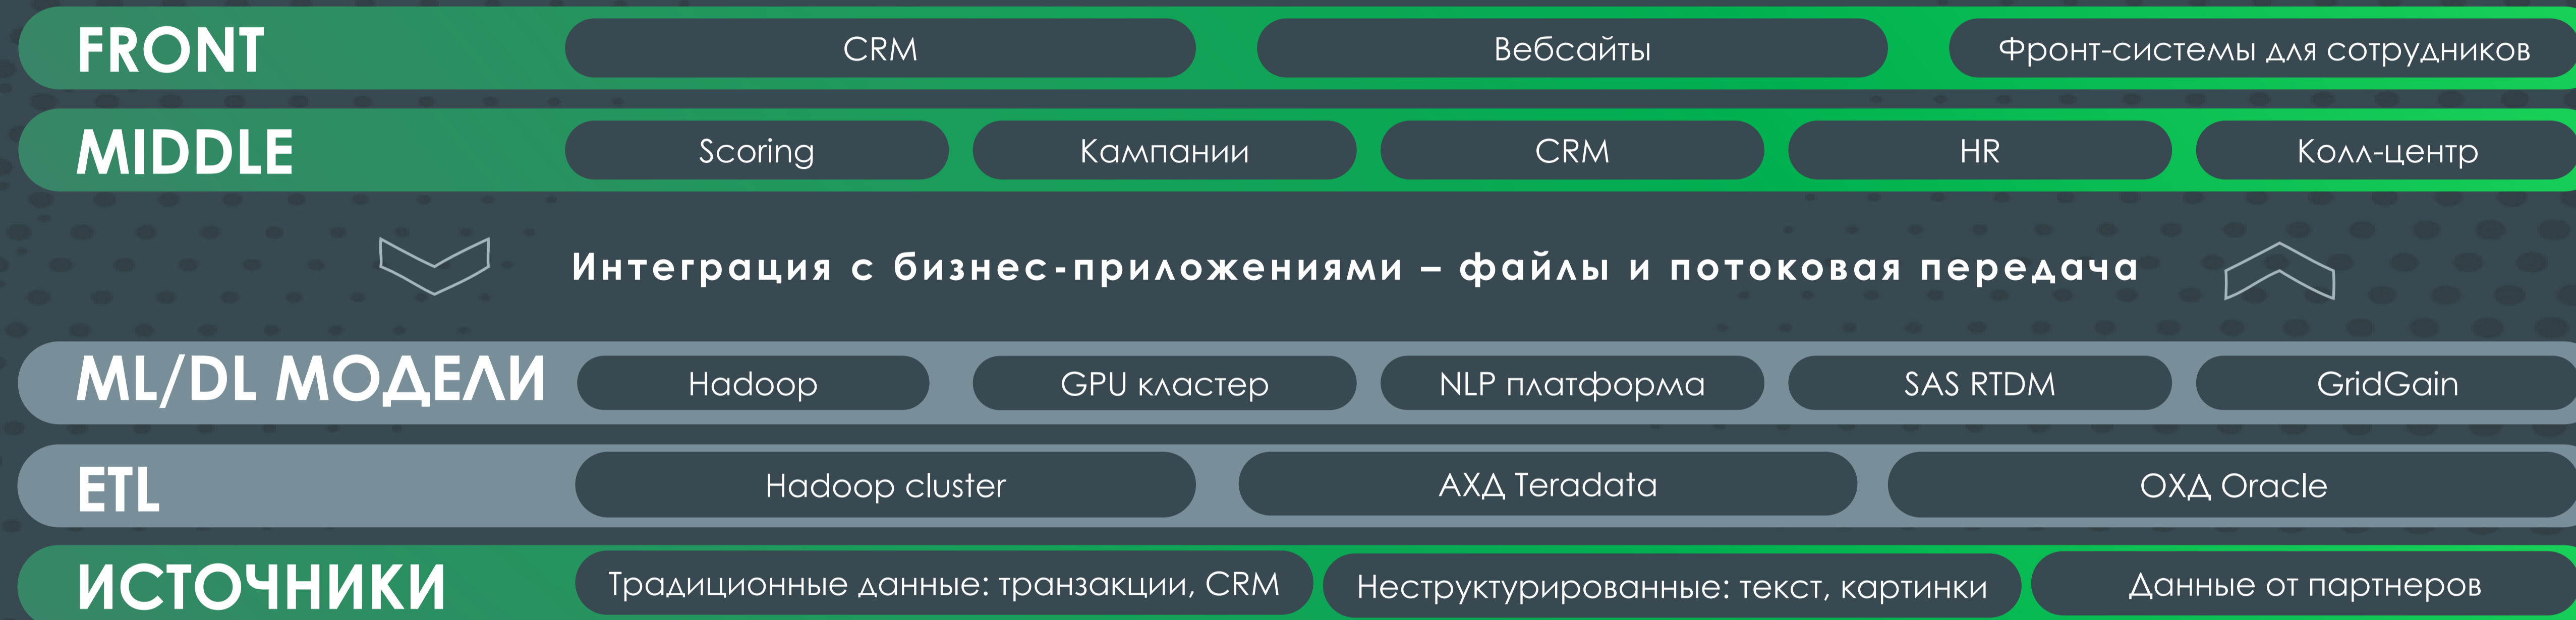 FRONT
CRM
Вебсайты
Фронт-системы для сотрудников
MIDDLE
Scoring
Кампании
CRM
HR
Колл-центр
Интеграция с бизнес-приложениями – файлы и потоковая передача
ML/DL МОДЕЛИ
Hadoop
GPU кластер
NLP платформа
SAS RTDM
GridGain
ETL
Hadoop cluster
АХД Teradata
ОХД Oracle
ИСТОЧНИКИ
Традиционные данные: транзакции, CRM
Неструктурированные: текст, картинки
Данные от партнеров